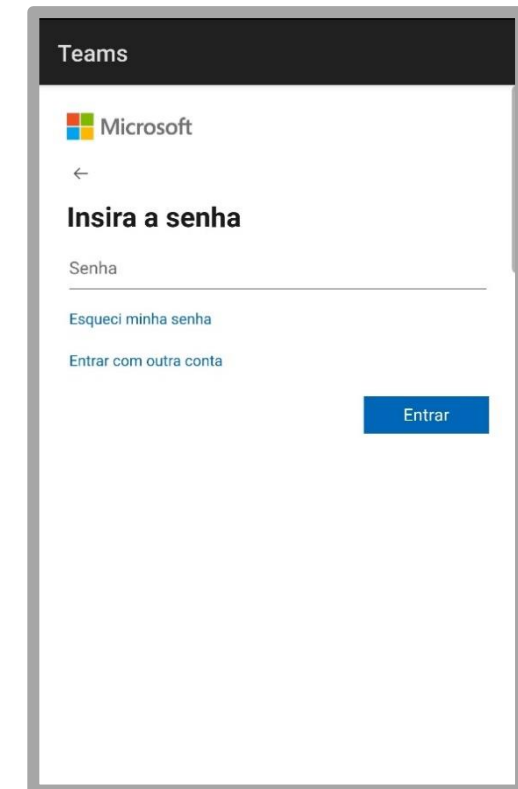 Teams
Microsoft
Insira a senha
Senha
Esqueci minha senha
Entrar com outra conta
Entrar